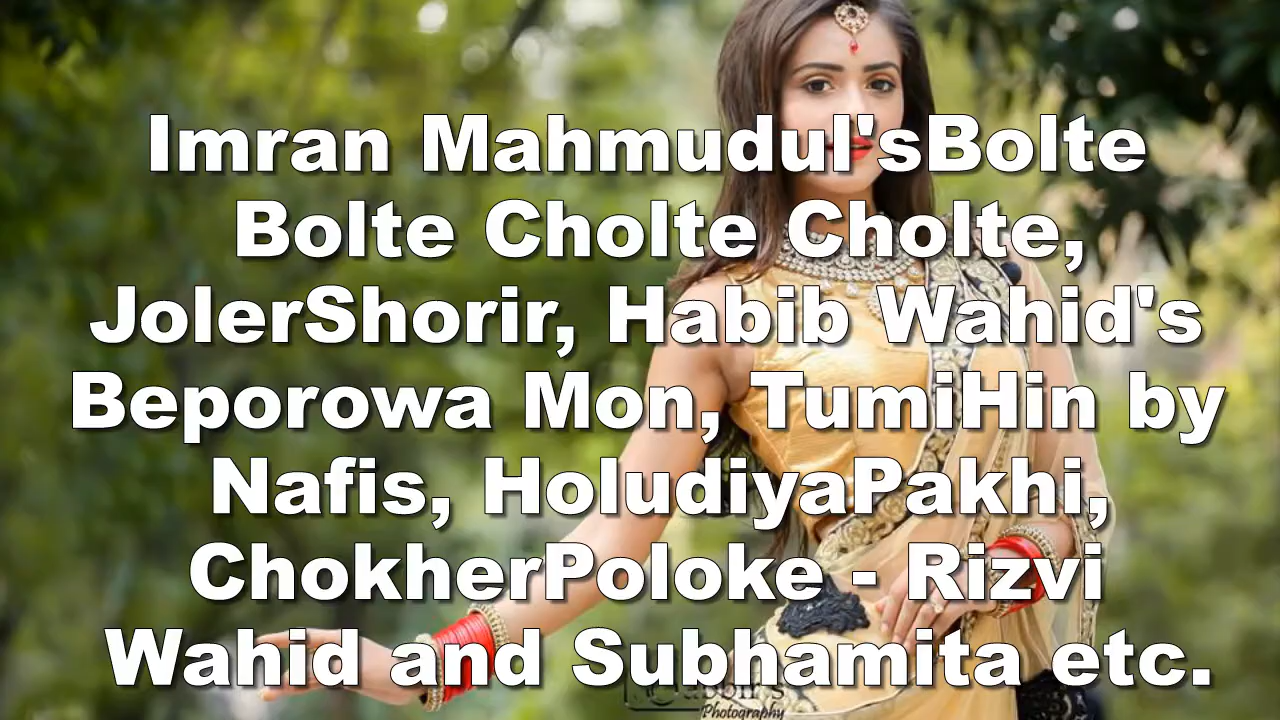 Imran Mahmudul'sBolte
Bolte Cholte Cholte,
JolerShorir, Habib Wahid's
Beporowa Mon, TumiHin by
Nafis, HoludiyaPakhi,
ChokherPoloke - Rizvi
Wahid and Subhamita etc.
Photography